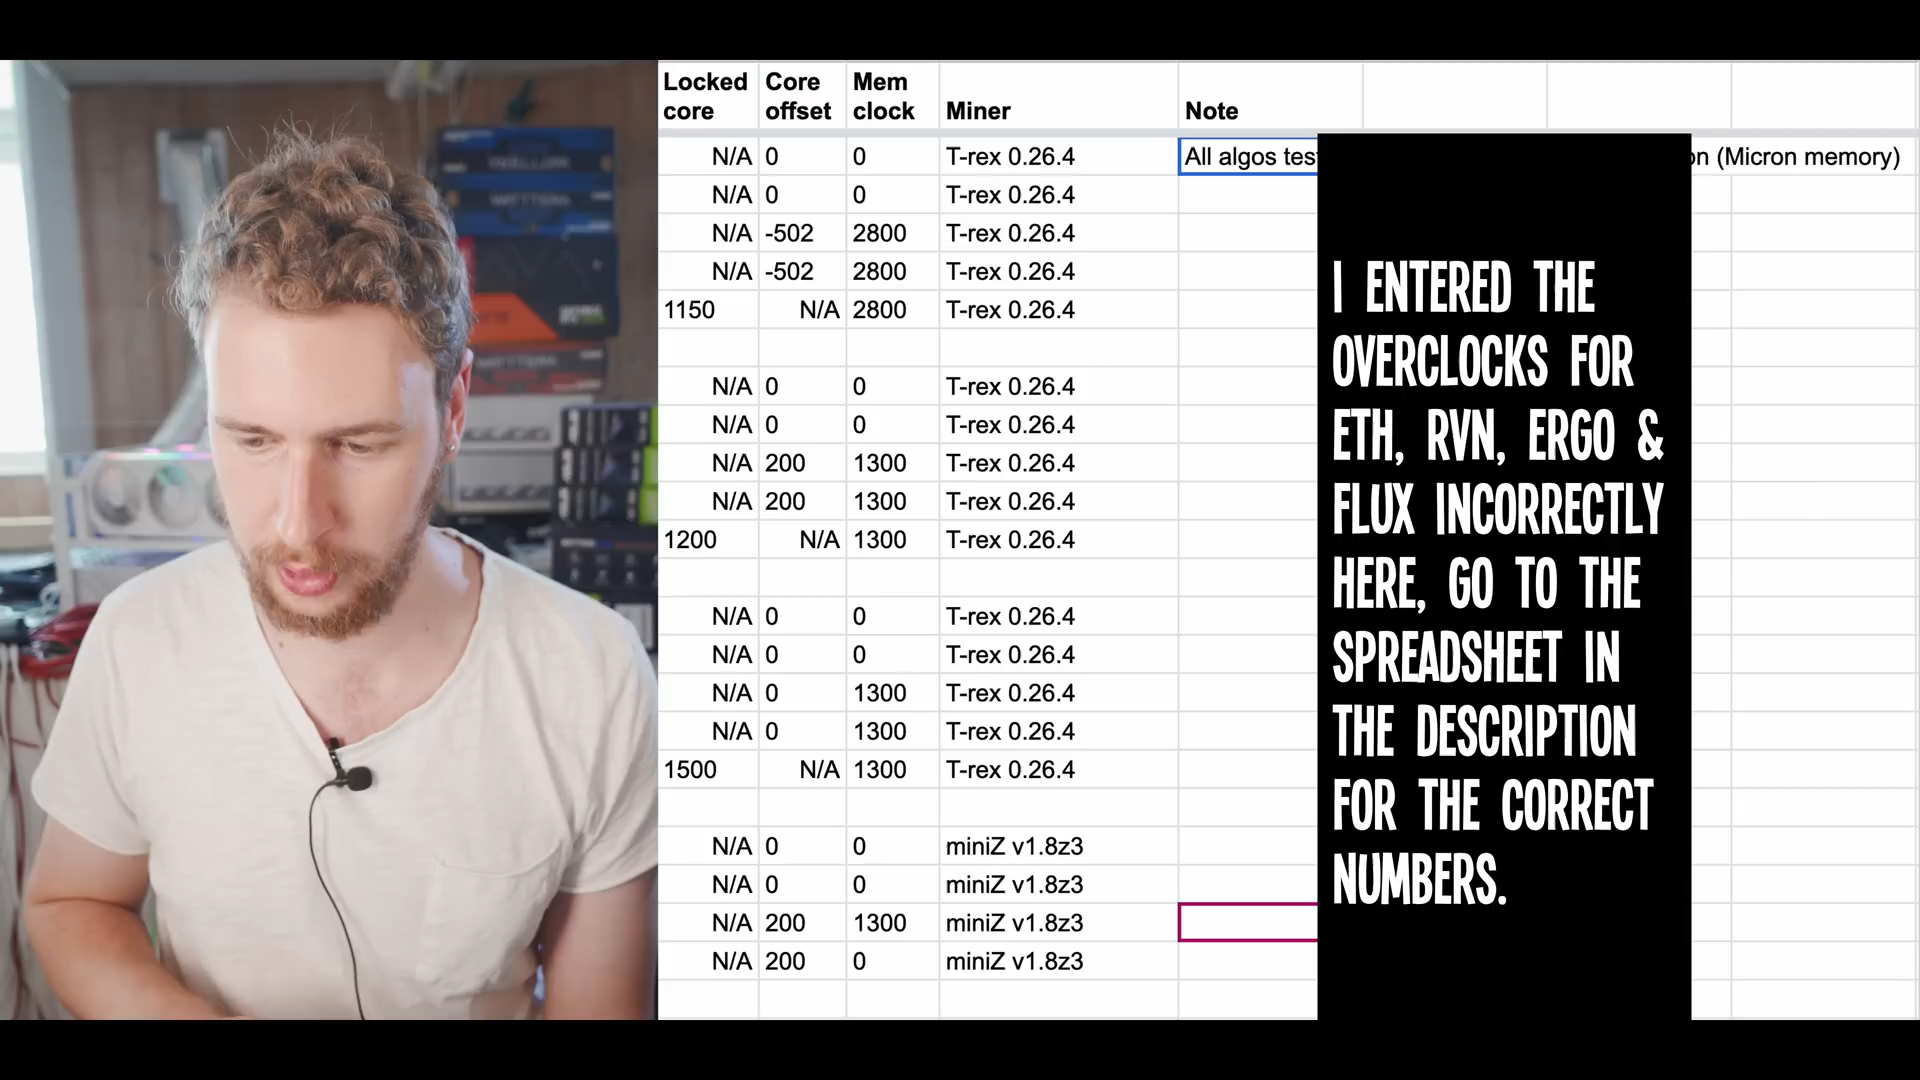 Locked core Core offset Mem clock Miner Note
N/A 0 0 T-rex 0.26.4 All algos tes on (Micron memory)
N/A 0 0 T-rex 0.26.4
N/A -502 2800 T-rex 0.26.4
N/A -502 2800 T-rex 0.26.4
1150 N/A 2800 T-rex 0.26.4
N/A 0 0 T-rex 0.26.4
N/A 0 0 T-rex 0.26.4
N/A 200 1300 T-rex 0.26.4
N/A 200 1300 T-rex 0.26.4
1200 N/A 1300 T-rex 0.26.4
N/A 0 0 T-rex 0.26.4
N/A 0 0 T-rex 0.26.4
N/A 0 1300 T-rex 0.26.4
N/A 0 1300 T-rex 0.26.4
1500 N/A 1300 T-rex 0.26.4
N/A 0 0 miniZ v1.8z3
N/A 0 0 miniZ v1.8z3
N/A 200 1300 miniZ v1.8z3
N/A 200 0 miniZ v1.8z3
I ENTERED THE
OVERCLOCKS FOR
ETH, RVN, ERGO &
FLUX INCORRECTLY
HERE, GO TO THE
SPREADSHEET IN
THE DESCRIPTION
FOR THE CORRECT
NUMBERS.